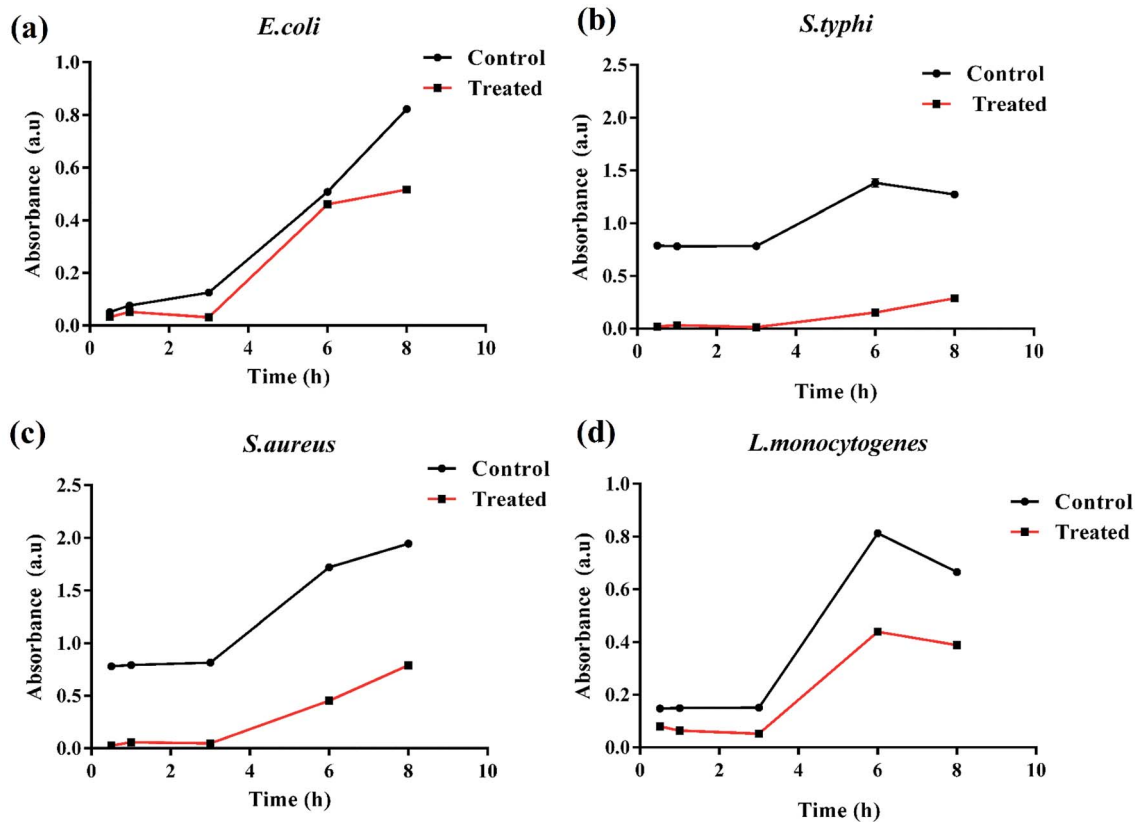 (a)
E.coli
Control
Treated
1.0
0.8
0.6
0.4
0.2
0.0
Absorbance (a.u)
0 2 4 6 8 10
Time (h)
(b)
S.typhi
Control
Treated
2.5
2.0
1.5
1.0
0.5
0.0
Absorbance (a.u)
0 2 4 6 8 10
Time (h)
(c)
S.aureus
Control
Treated
2.5
2.0
1.5
1.0
0.5
0.0
Absorbance (a.u)
0 2 4 6 8 10
Time (h)
(d)
L.monocytogenes
Control
Treated
1.0
0.8
0.6
0.4
0.2
0.0
Absorbance (a.u)
0 2 4 6 8 10
Time (h)